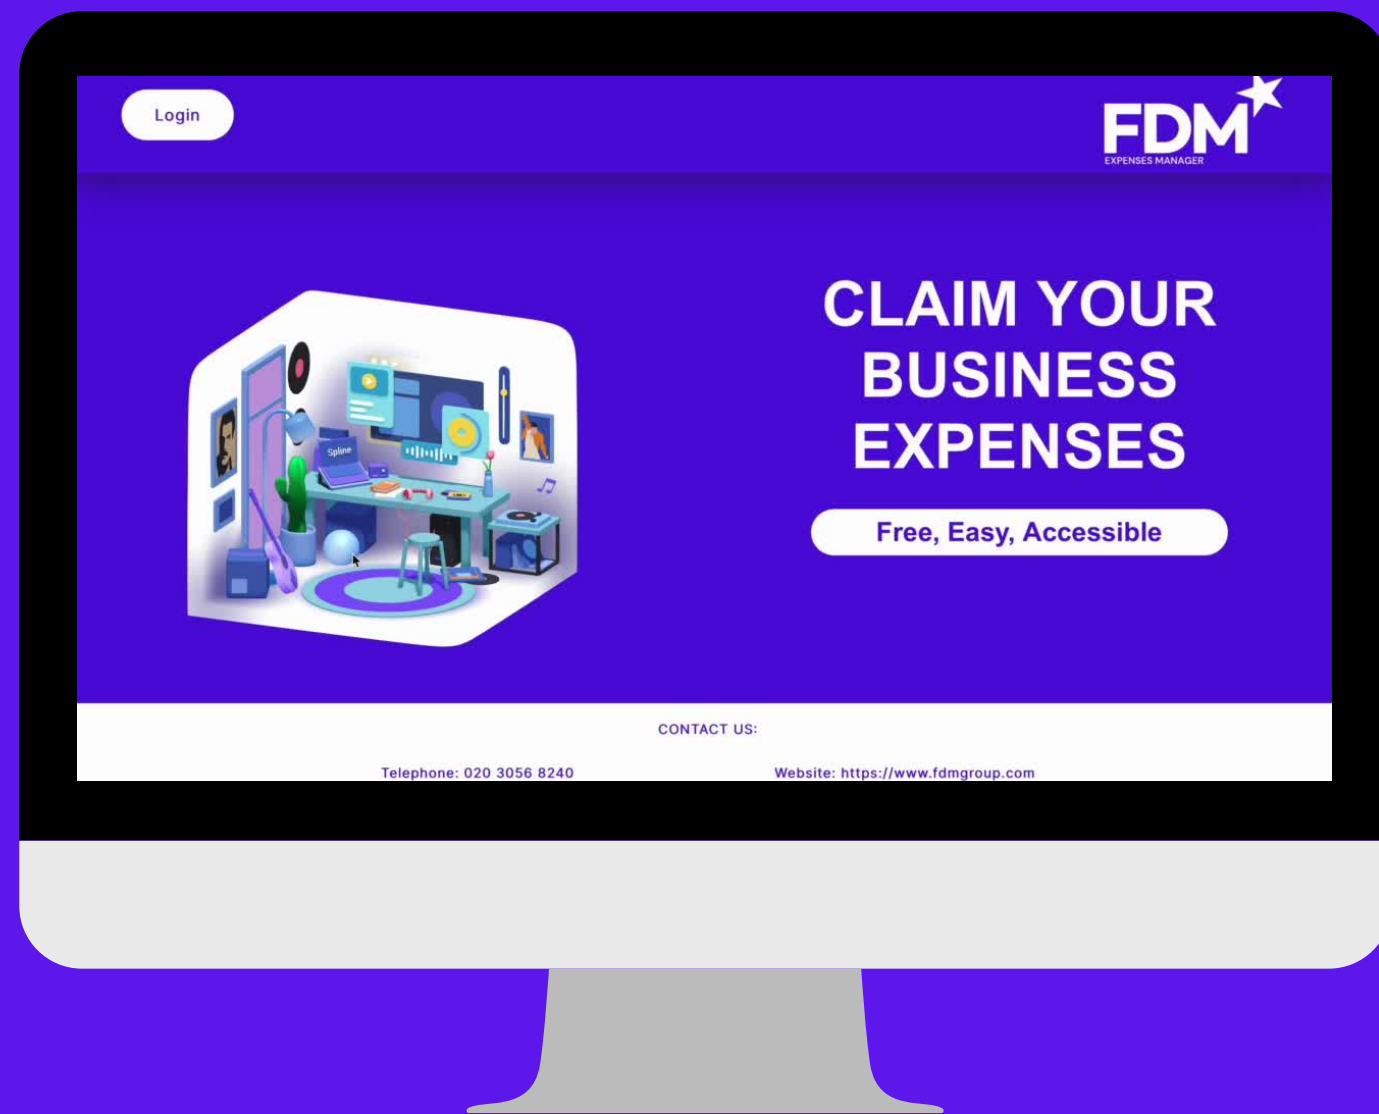 Login
FDM
EXPENSES MANAGER
CLAIM YOUR
BUSINESS
EXPENSES
Spline
Free, Easy, Accessible
CONTACT US:
Telephone: 020 3056 8240
Website: https://www.fdmgroup.com